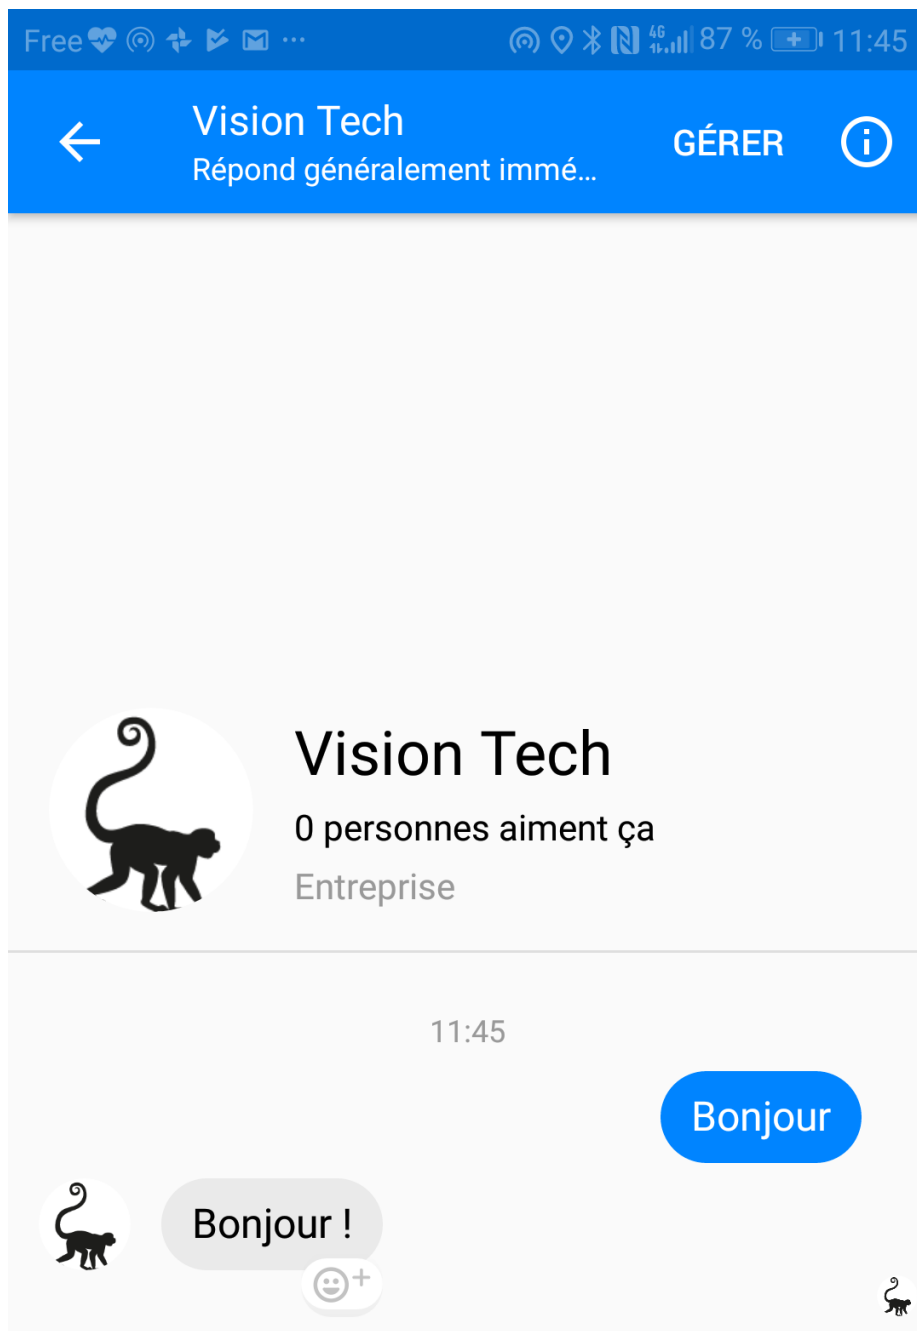 Free ... 4G 87 % 11:45
Vision Tech
Répond généralement immé...
GÉRER
Vision Tech
0 personnes aiment ça
Entreprise
11:45
Bonjour
Bonjour !